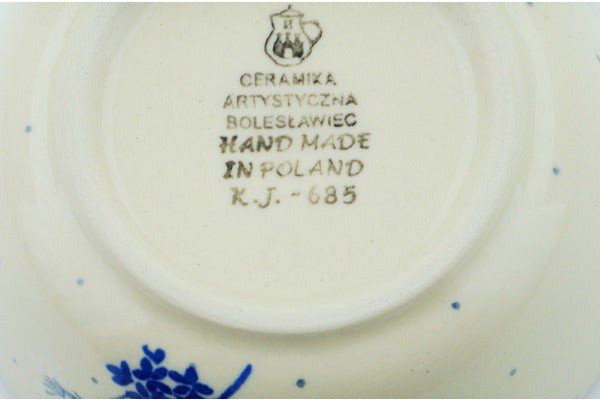 CERAMIKA
ARTYSTYCZNA
BOLESŁAWIEC
HAND MADE
IN POLAND
K.J. - 685